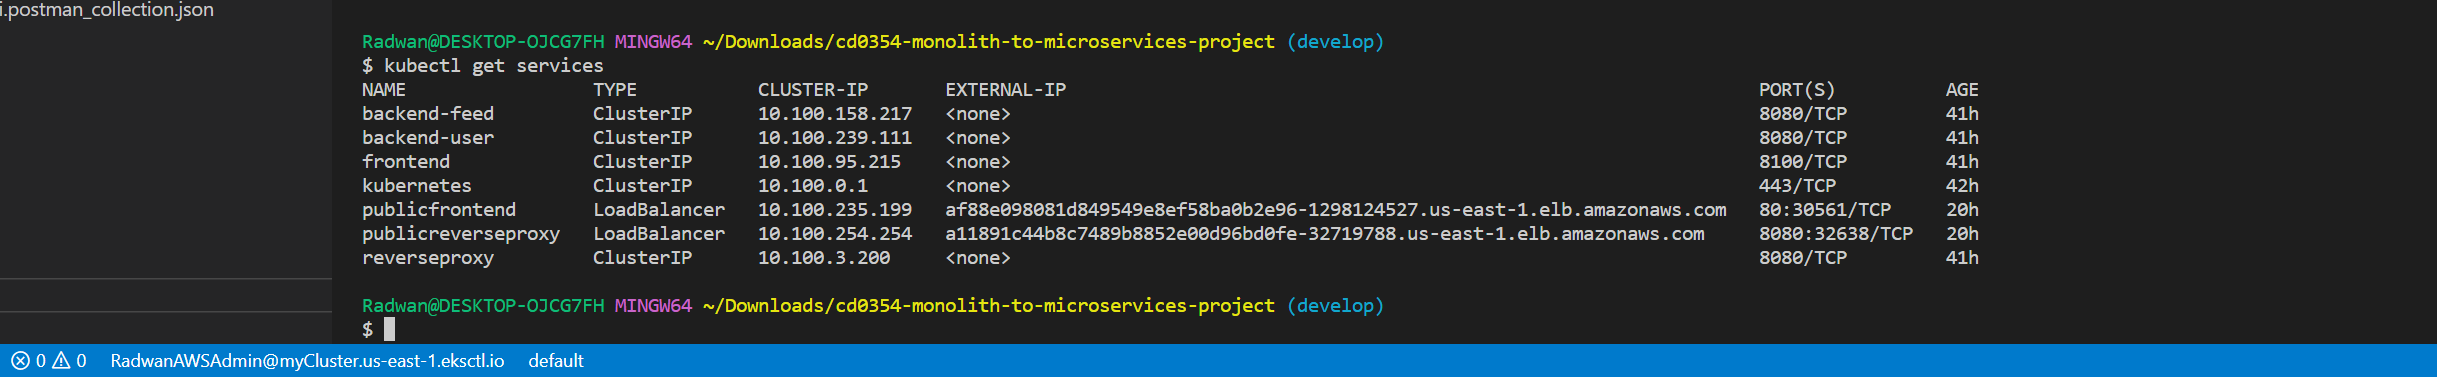 i.postman_collection.json
Radwan@DESKTOP-OJCG7FH MINGW64 ~/Downloads/cd0354-monolith-to-microservices-project (develop)
$ kubectl get services
NAME TYPE CLUSTER-IP EXTERNAL-IP PORT(S) AGE
backend-feed ClusterIP 10.100.158.217 <none> 8080/TCP 41h
backend-user ClusterIP 10.100.239.111 <none> 8080/TCP 41h
frontend ClusterIP 10.100.95.215 <none> 8100/TCP 41h
kubernetes ClusterIP 10.100.0.1 <none> 443/TCP 42h
publicfrontend LoadBalancer 10.100.235.199 af88e098081d849549e8ef58ba0b2e96-1298124527.us-east-1.elb.amazonaws.com 80:30561/TCP 20h
publicreverseproxy LoadBalancer 10.100.254.254 a11891c44b8c7489b8852e00d96bd0fe-32719788.us-east-1.elb.amazonaws.com 8080:32638/TCP 20h
reverseproxy ClusterIP 10.100.3.200 <none> 8080/TCP 41h
Radwan@DESKTOP-OJCG7FH MINGW64 ~/Downloads/cd0354-monolith-to-microservices-project (develop)
$
0 0 RadwanAWSAdmin@myCluster.us-east-1.eksctl.io default